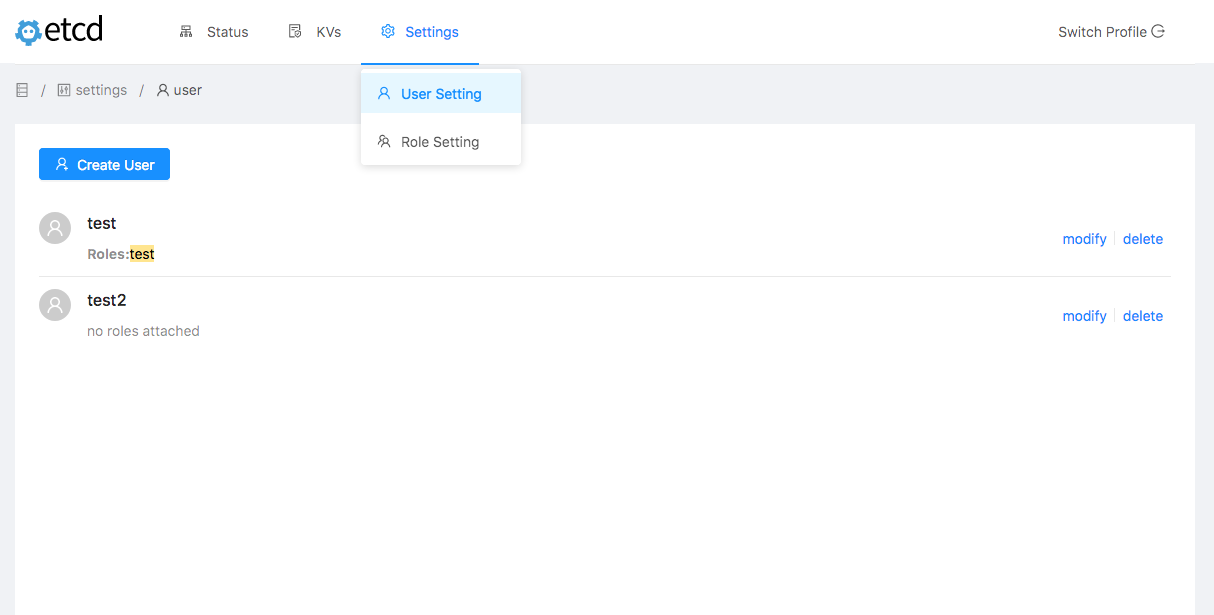 etcd Status KVs Settings Switch Profile
/ settings / user
User Setting
Role Setting
Create User
test
Roles:test
modify delete
test2
no roles attached
modify delete